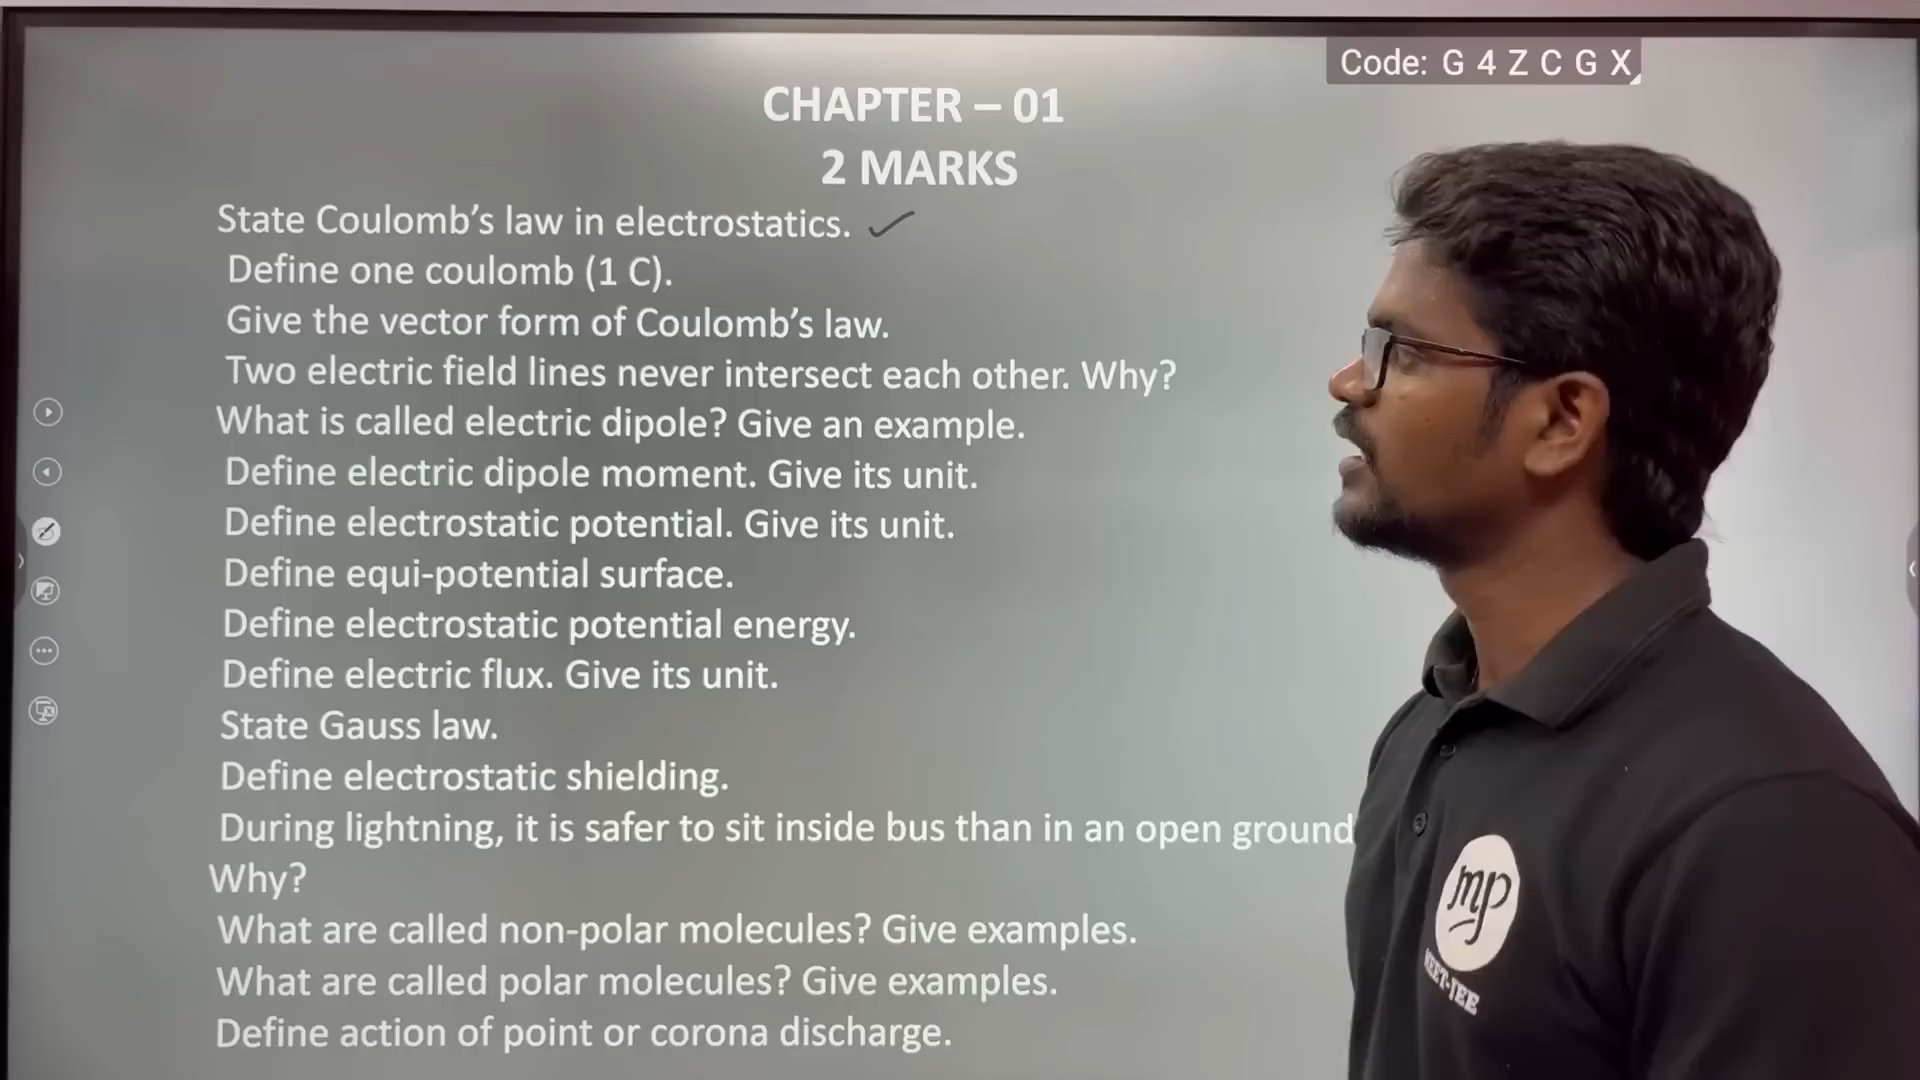 Code: G 4 Z C G X
CHAPTER – 01
2 MARKS
State Coulomb’s law in electrostatics.
Define one coulomb (1 C).
Give the vector form of Coulomb’s law.
Two electric field lines never intersect each other. Why?
What is called electric dipole? Give an example.
Define electric dipole moment. Give its unit.
Define electrostatic potential. Give its unit.
Define equi-potential surface.
Define electrostatic potential energy.
Define electric flux. Give its unit.
State Gauss law.
Define electrostatic shielding.
During lightning, it is safer to sit inside bus than in an open ground
Why?
What are called non-polar molecules? Give examples.
What are called polar molecules? Give examples.
Define action of point or corona discharge.
mp
NEET-JEE